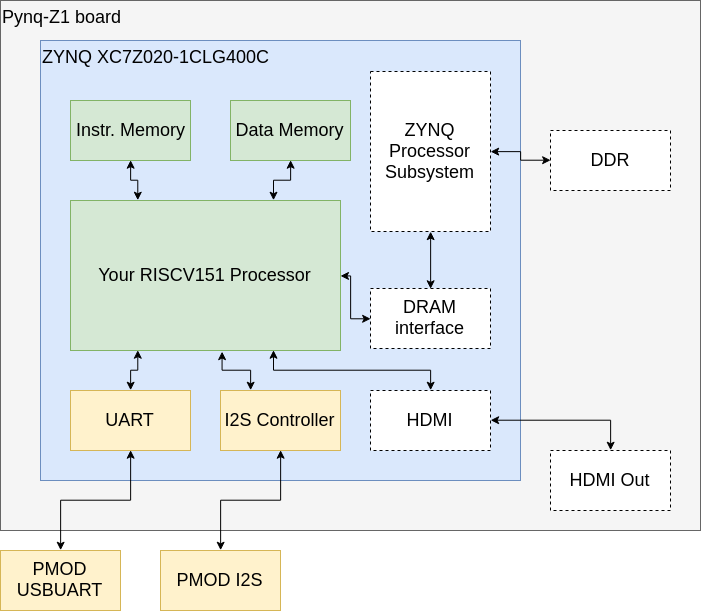 Pynq-Z1 board
ZYNQ XC7Z020-1CLG400C
Instr. Memory
Data Memory
ZYNQ
Processor
Subsystem
DDR
Your RISCV151 Processor
DRAM
interface
UART
I2S Controller
HDMI
HDMI Out
PMOD
USBUART
PMOD I2S